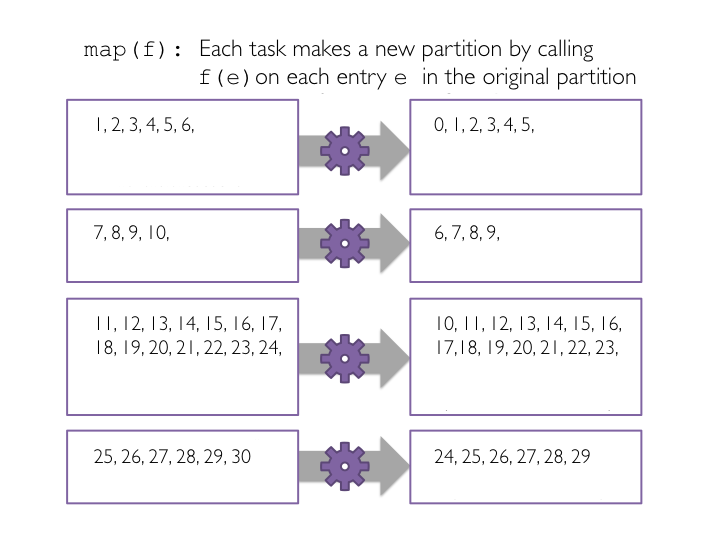 map(f): Each task makes a new partition by calling
f(e) on each entry e in the original partition
1, 2, 3, 4, 5, 6,
0, 1, 2, 3, 4, 5,
7, 8, 9, 10,
6, 7, 8, 9,
11, 12, 13, 14, 15, 16, 17,
18, 19, 20, 21, 22, 23, 24,
10, 11, 12, 13, 14, 15, 16,
17,18, 19, 20, 21, 22, 23,
25, 26, 27, 28, 29, 30
24, 25, 26, 27, 28, 29